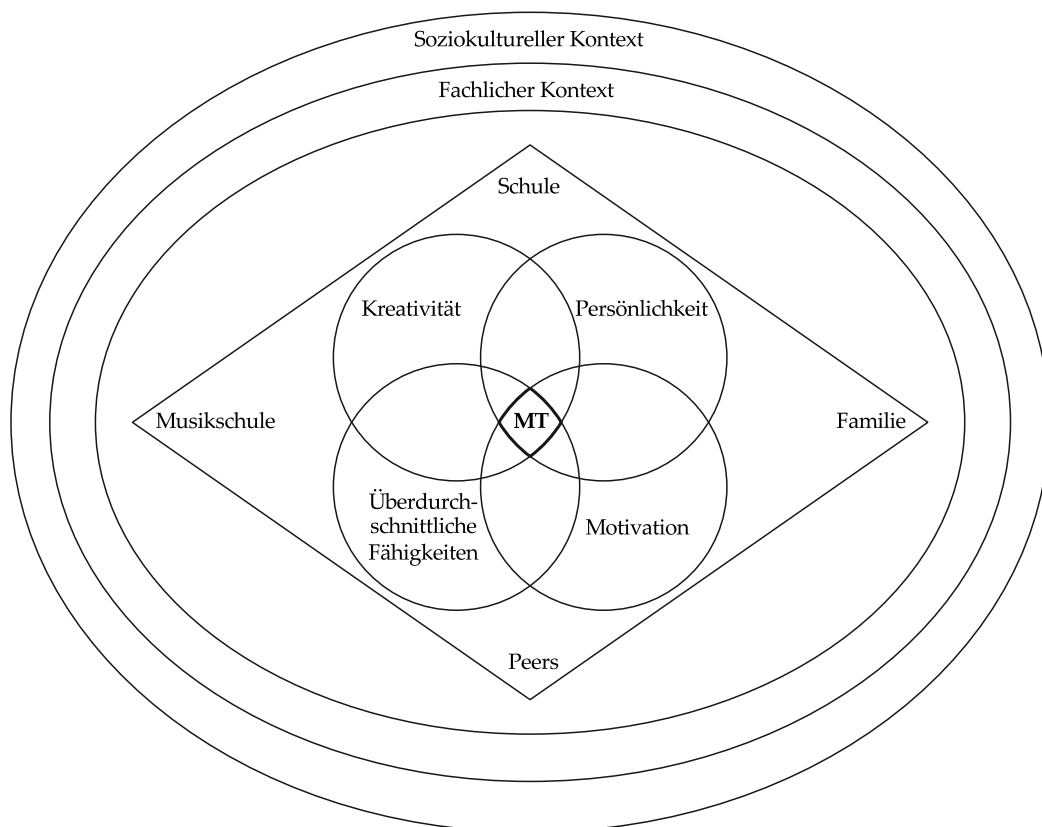 Soziokultureller Kontext
Fachlicher Kontext
Schule
Kreativität
Persönlichkeit
Musikschule
MT
Familie
Überdurch-
schnittliche
Fähigkeiten
Motivation
Peers